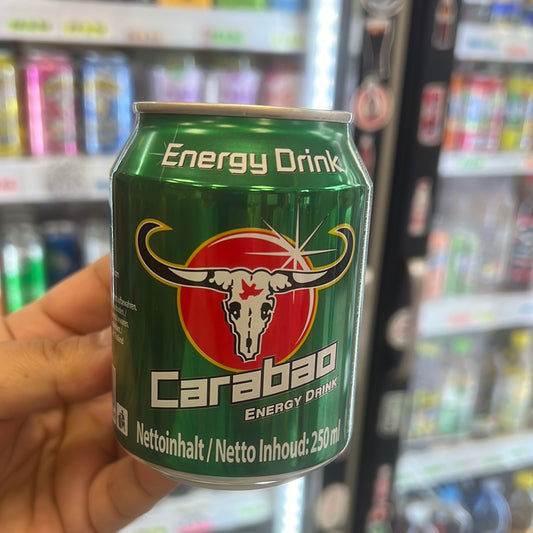 Energy Drink
Carabao
ENERGY DRINK
Nettoinhalt / Netto Inhoud: 250 ml